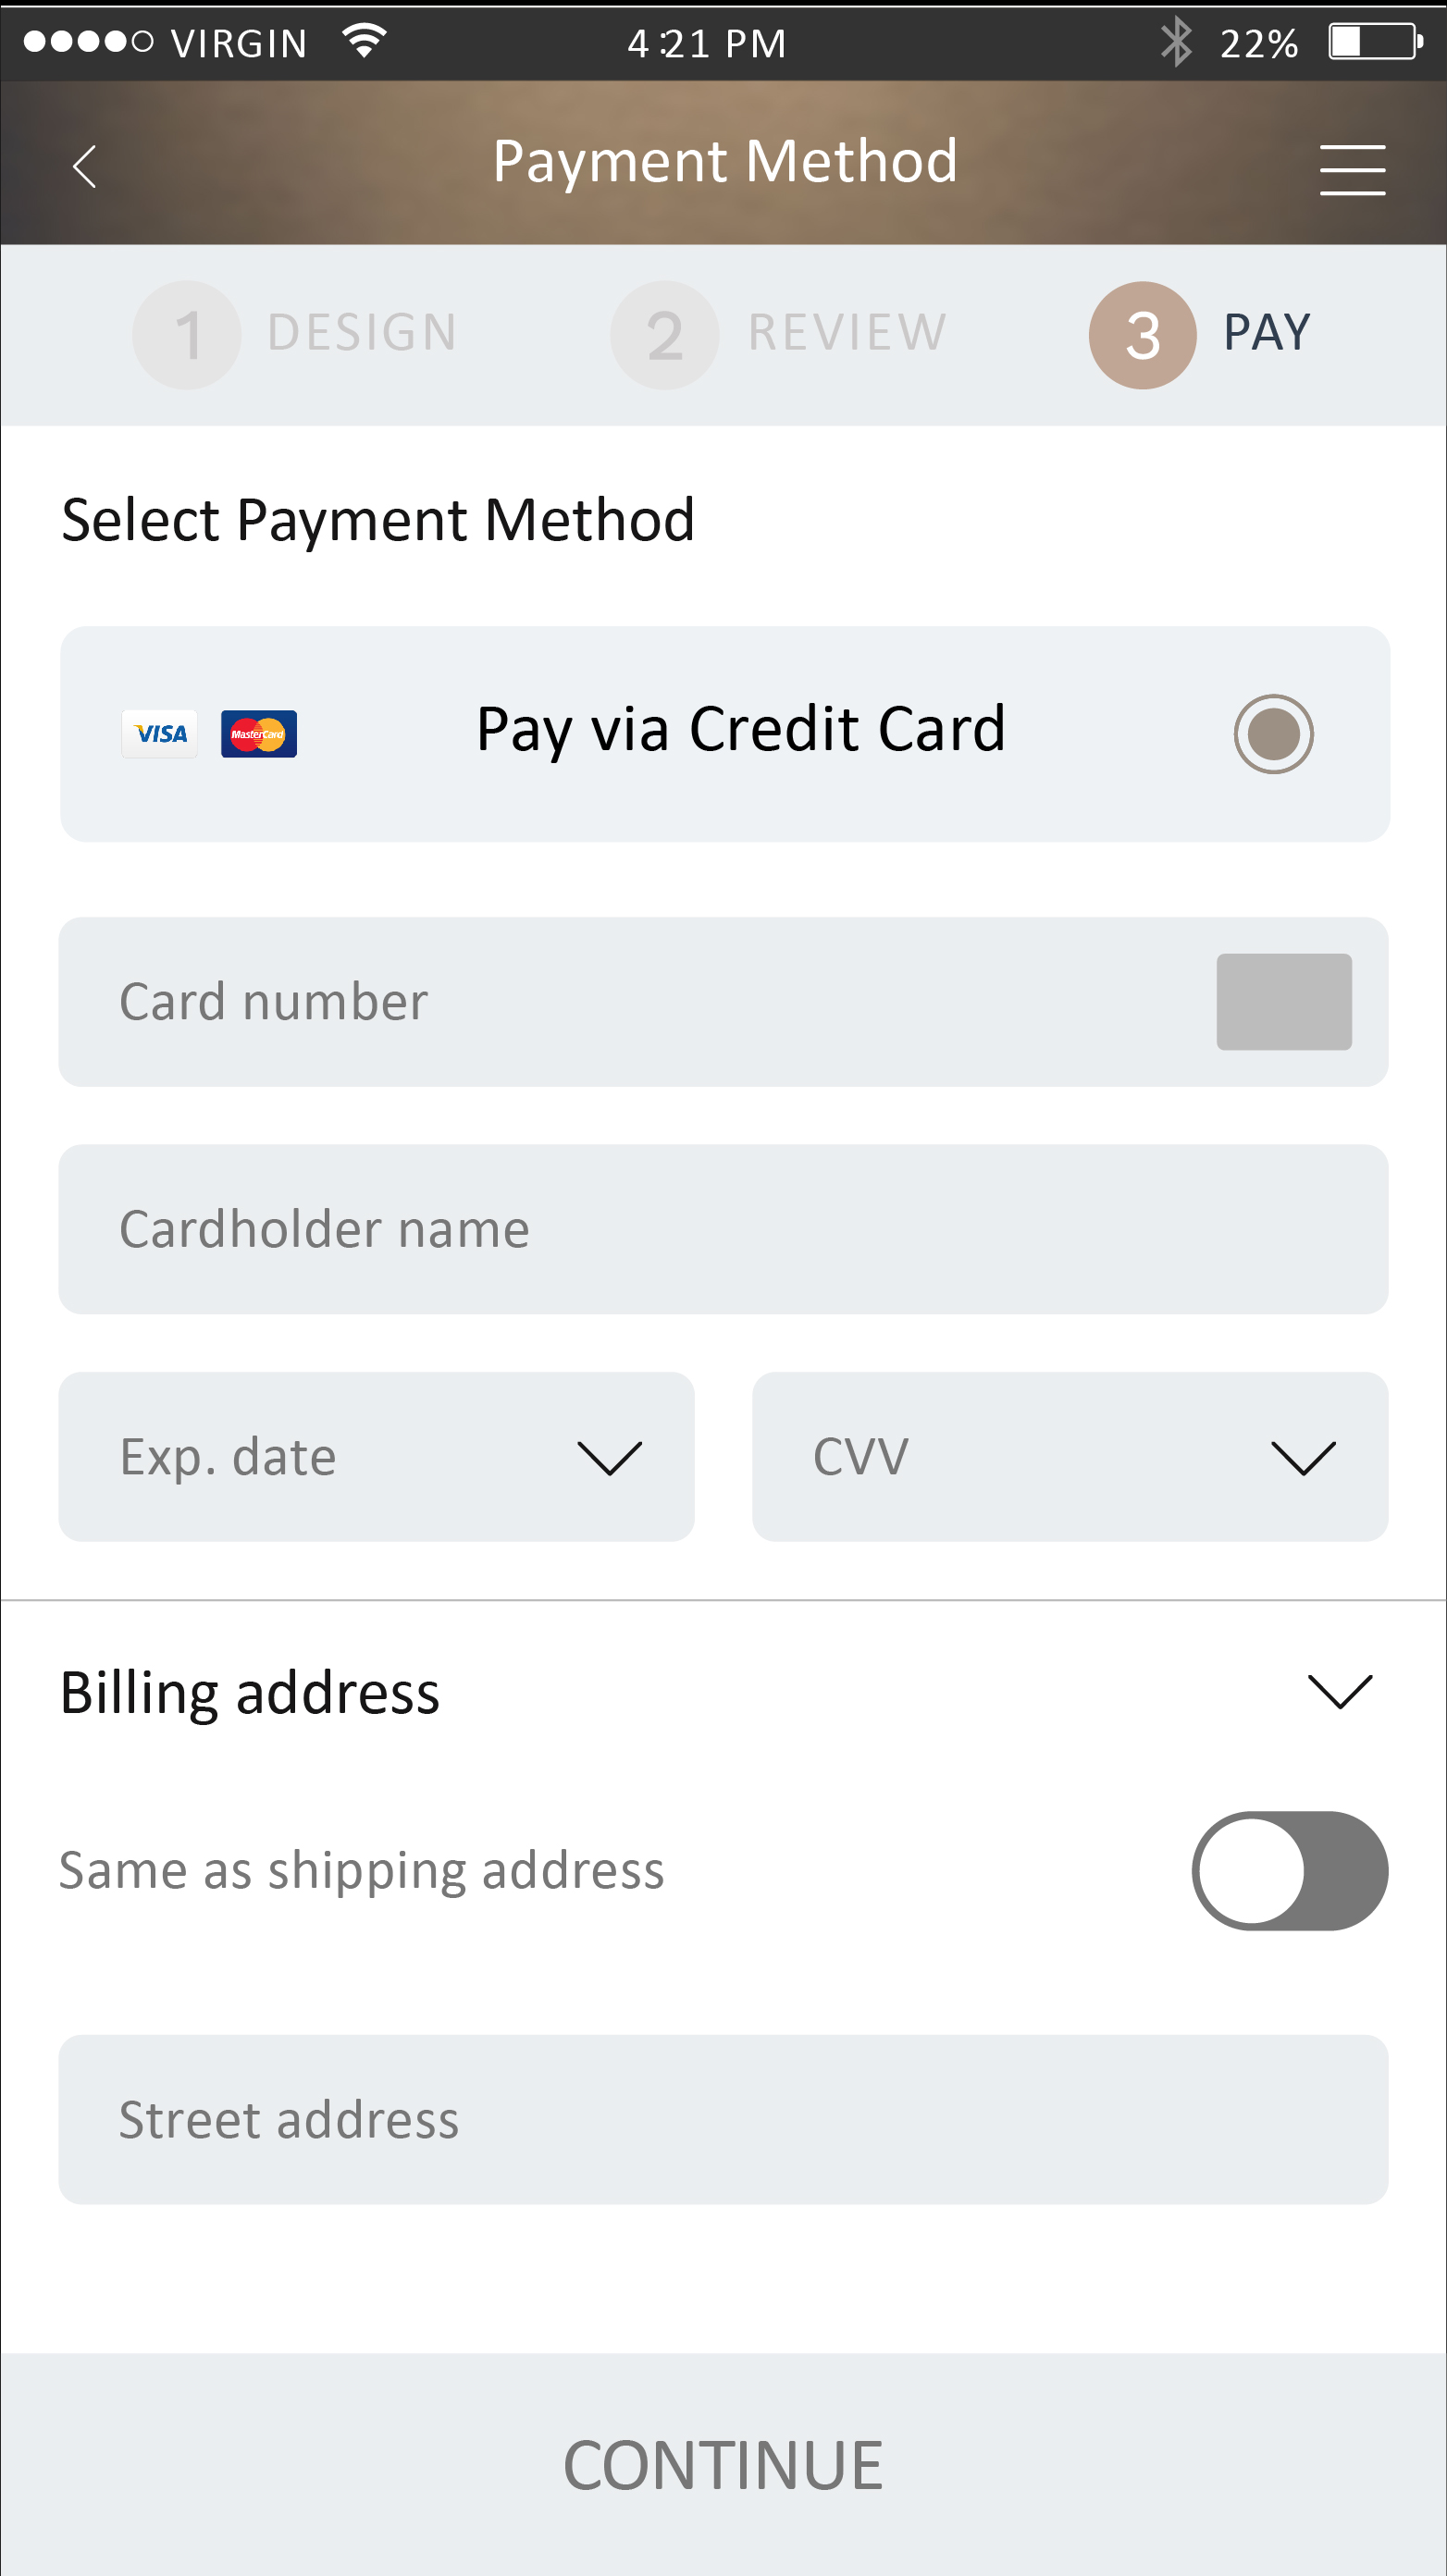 VIRGIN 4:21 PM 22%
Payment Method
1 DESIGN 2 REVIEW 3 PAY
Select Payment Method
VISA MasterCard Pay via Credit Card
Card number
Cardholder name
Exp. date CVV
Billing address
Same as shipping address
Street address
CONTINUE